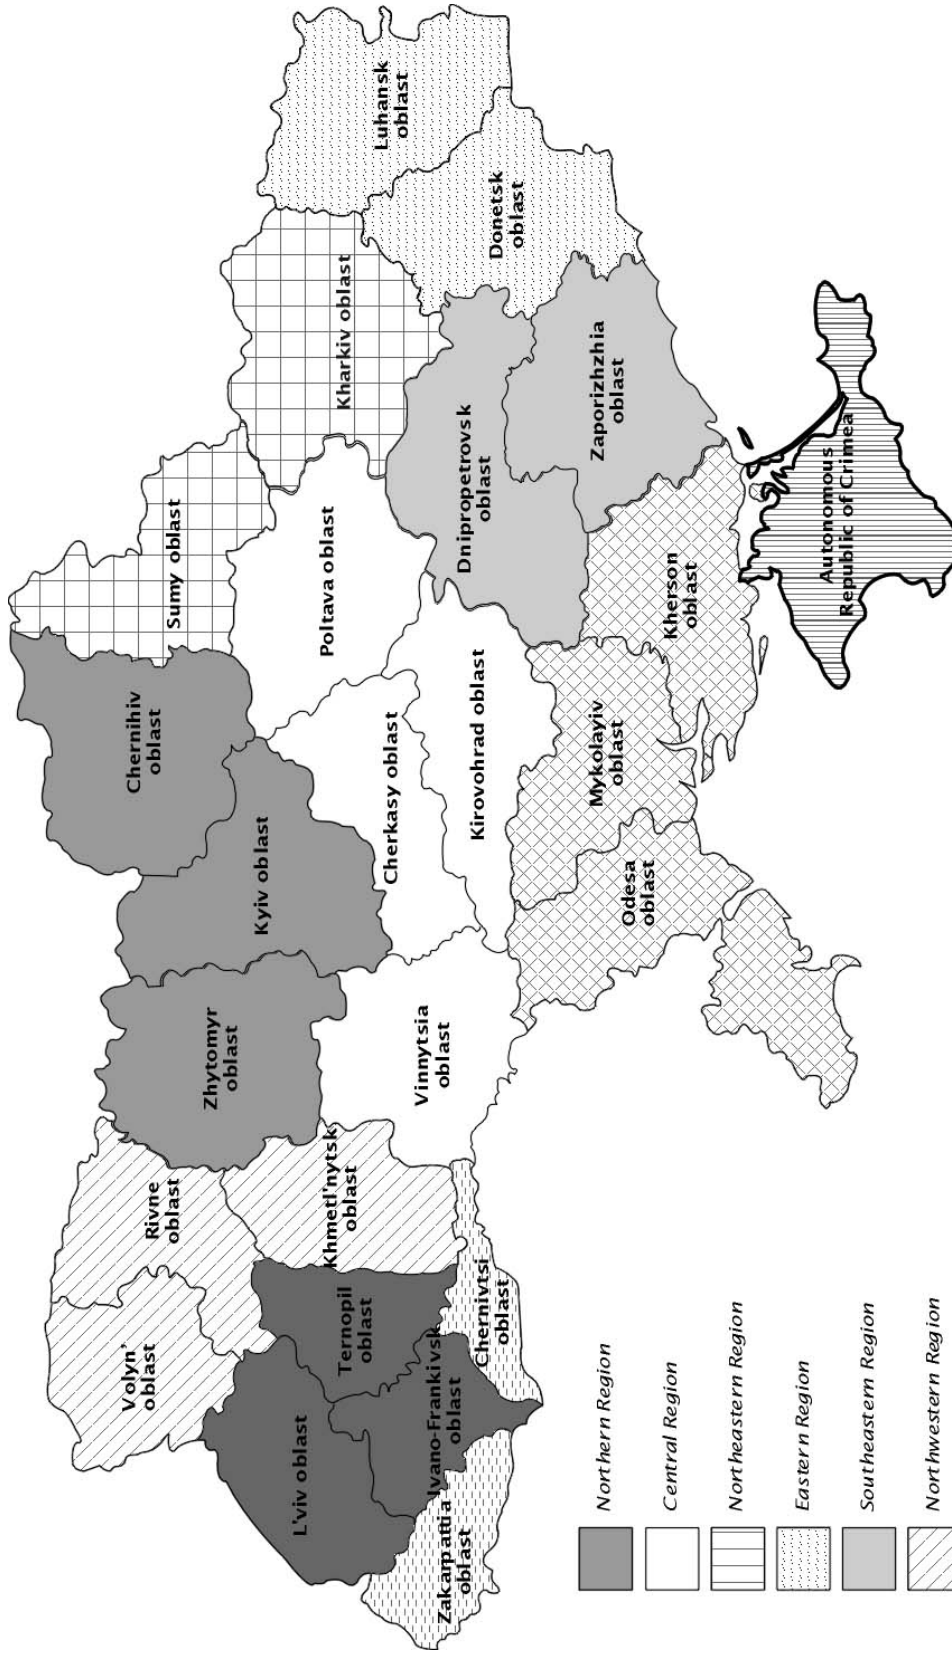 Volyn'
oblast
Rivne
oblast
Zhytomyr
oblast
Kyiv oblast
Chernihiv
oblast
Sumy oblast
L'viv oblast
Ternopil
oblast
Khmetl'nytsk
oblast
Vinnytsia
oblast
Cherkasy oblast
Poltava oblast
Kharkiv oblast
Luhansk
oblast
Zakarpattia
oblast
Ivano-Frankivsk
oblast
Chernivtsi
oblast
Kirovohrad oblast
Dnipropetrovsk
oblast
Donetsk
oblast
Odesa
oblast
Mykolayiv
oblast
Kherson
oblast
Zaporizhzhia
oblast
Autonomous
Republic of Crimea
Northern Region
Central Region
Northeastern Region
Eastern Region
Southeastern Region
Northwestern Region